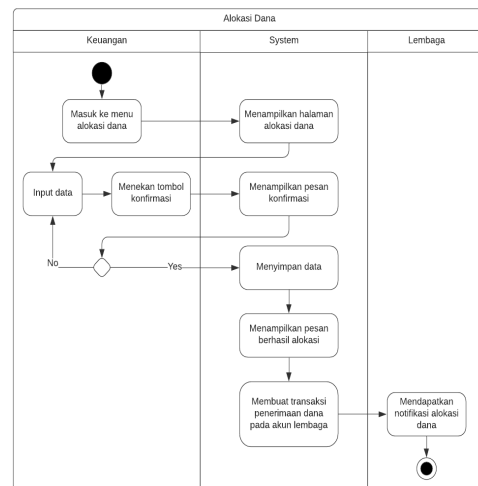 Alokasi Dana
Keuangan
System
Lembaga
Masuk ke menu
alokasi dana
Menampilkan halaman
alokasi dana
Input data
Menekan tombol
konfirmasi
Menampilkan pesan
konfirmasi
No
Yes
Menyimpan data
Menampilkan pesan
berhasil alokasi
Membuat transaksi
penerimaan dana
pada akun lembaga
Mendapatkan
notifikasi alokasi
dana